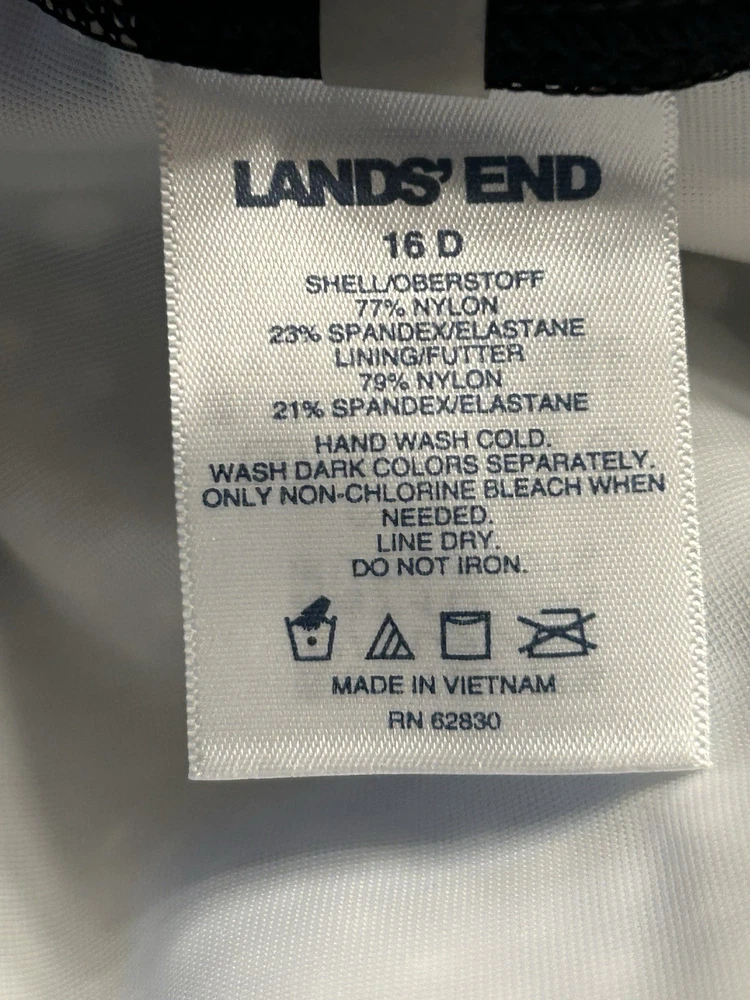 LANDS' END
16 D
SHELL/OBERSTOFF
77% NYLON
23% SPANDEX/ELASTANE
LINING/FUTTER
79% NYLON
21% SPANDEX/ELASTANE
HAND WASH COLD.
WASH DARK COLORS SEPARATELY.
ONLY NON-CHLORINE BLEACH WHEN
NEEDED.
LINE DRY.
DO NOT IRON.
MADE IN VIETNAM
RN 62830